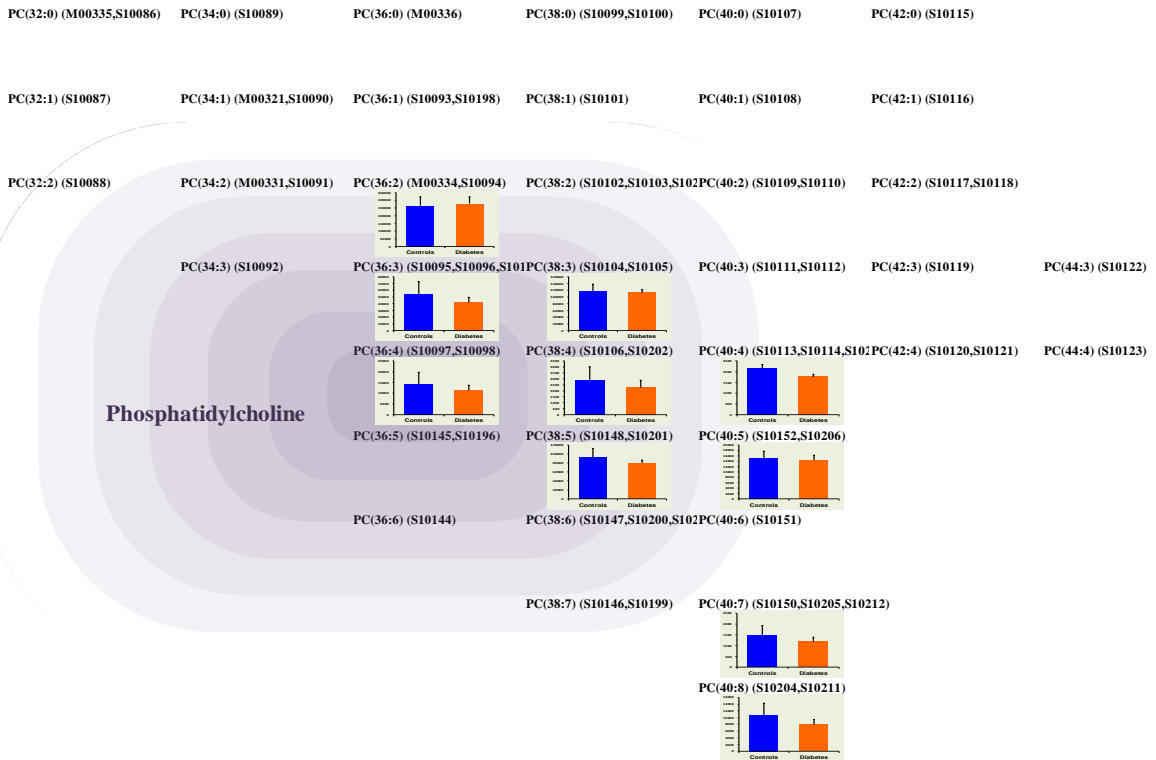 PC(32:0) (M00335,S10086) PC(34:0) (S10089) PC(36:0) (M00336) PC(38:0) (S10099,S10100) PC(40:0) (S10107) PC(42:0) (S10115)
PC(32:1) (S10087) PC(34:1) (M00321,S10090) PC(36:1) (S10093,S10198) PC(38:1) (S10101) PC(40:1) (S10108) PC(42:1) (S10116)
PC(32:2) (S10088) PC(34:2) (M00331,S10091) PC(36:2) (M00334,S10094) PC(38:2) (S10102,S10103,S102 PC(40:2) (S10109,S10110) PC(42:2) (S10117,S10118)
Controls Diabetes
PC(34:3) (S10092) PC(36:3) (S10095,S10096,S101 PC(38:3) (S10104,S10105) PC(40:3) (S10111,S10112) PC(42:3) (S10119) PC(44:3) (S10122)
Controls Diabetes Controls Diabetes
PC(36:4) (S10097,S10098) PC(38:4) (S10106,S10202) PC(40:4) (S10113,S10114,S102 PC(42:4) (S10120,S10121) PC(44:4) (S10123)
Controls Diabetes Controls Diabetes Controls Diabetes
Phosphatidylcholine
PC(36:5) (S10145,S10196) PC(38:5) (S10148,S10201) PC(40:5) (S10152,S10206)
Controls Diabetes Controls Diabetes
PC(36:6) (S10144) PC(38:6) (S10147,S10200,S102 PC(40:6) (S10151)
PC(38:7) (S10146,S10199) PC(40:7) (S10150,S10205,S10212)
Controls Diabetes
PC(40:8) (S10204,S10211)
Controls Diabetes